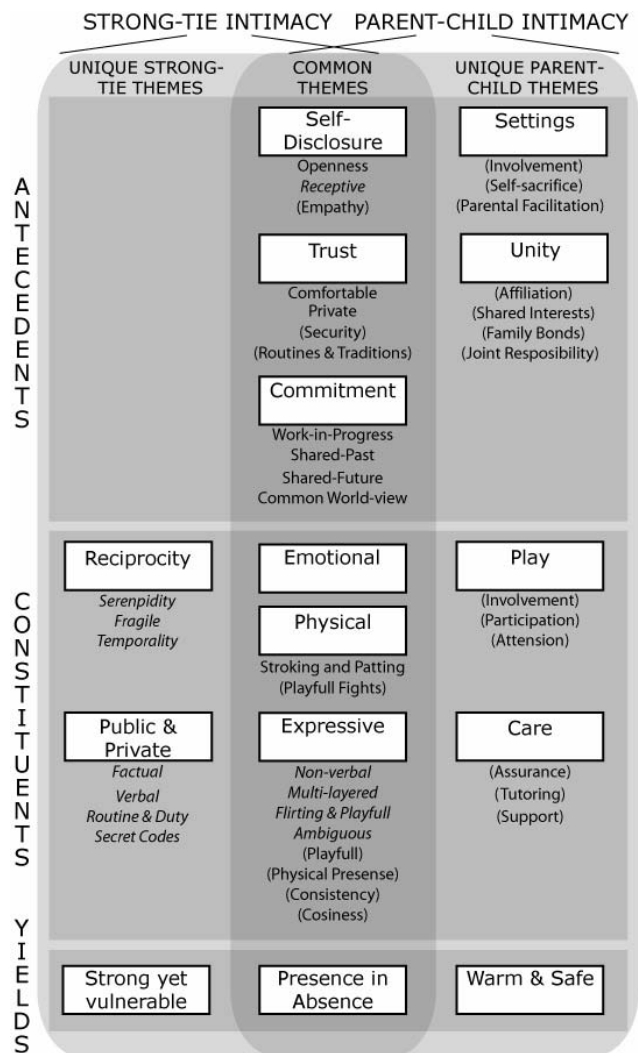 STRONG-TIE INTIMACY
PARENT-CHILD INTIMACY
UNIQUE STRONG-
TIE THEMES
COMMON
THEMES
UNIQUE PARENT-
CHILD THEMES
ANTECEDENTS
Self-
Disclosure
Openness
Receptive
(Empathy)
Settings
(Involvement)
(Self-sacrifice)
(Parental Facilitation)
Trust
Comfortable
Private
(Security)
(Routines & Traditions)
Unity
(Affiliation)
(Shared Interests)
(Family Bonds)
(Joint Resposibility)
Commitment
Work-in-Progress
Shared-Past
Shared-Future
Common World-view
CONSTITUENTS
Reciprocity
Serenpidity
Fragile
Temporality
Emotional
Physical
Stroking and Patting
(Playfull Fights)
Play
(Involvement)
(Participation)
(Attension)
Public &
Private
Factual
Verbal
Routine & Duty
Secret Codes
Expressive
Non-verbal
Multi-layered
Flirting & Playfull
Ambiguous
(Playfull)
(Physical Presense)
(Consistency)
(Cosiness)
Care
(Assurance)
(Tutoring)
(Support)
YIELDS
Strong yet
vulnerable
Presence in
Absence
Warm & Safe